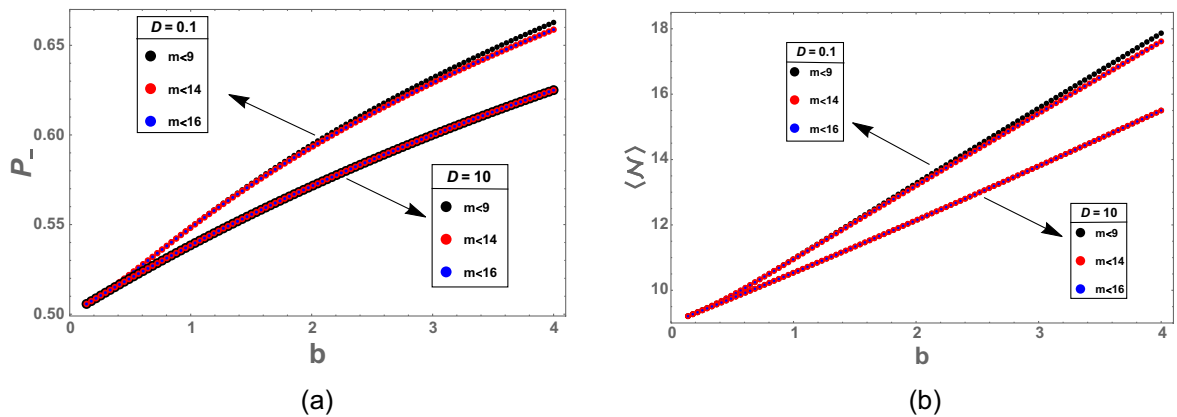 D = 0.1
m<9
m<14
m<16
D = 10
m<9
m<14
m<16
P_
0.65
0.60
0.55
0.50
0
1
2
3
4
b
(a)
D = 0.1
m<9
m<14
m<16
D = 10
m<9
m<14
m<16
⟨𝒩⟩
18
16
14
12
10
0
1
2
3
4
b
(b)